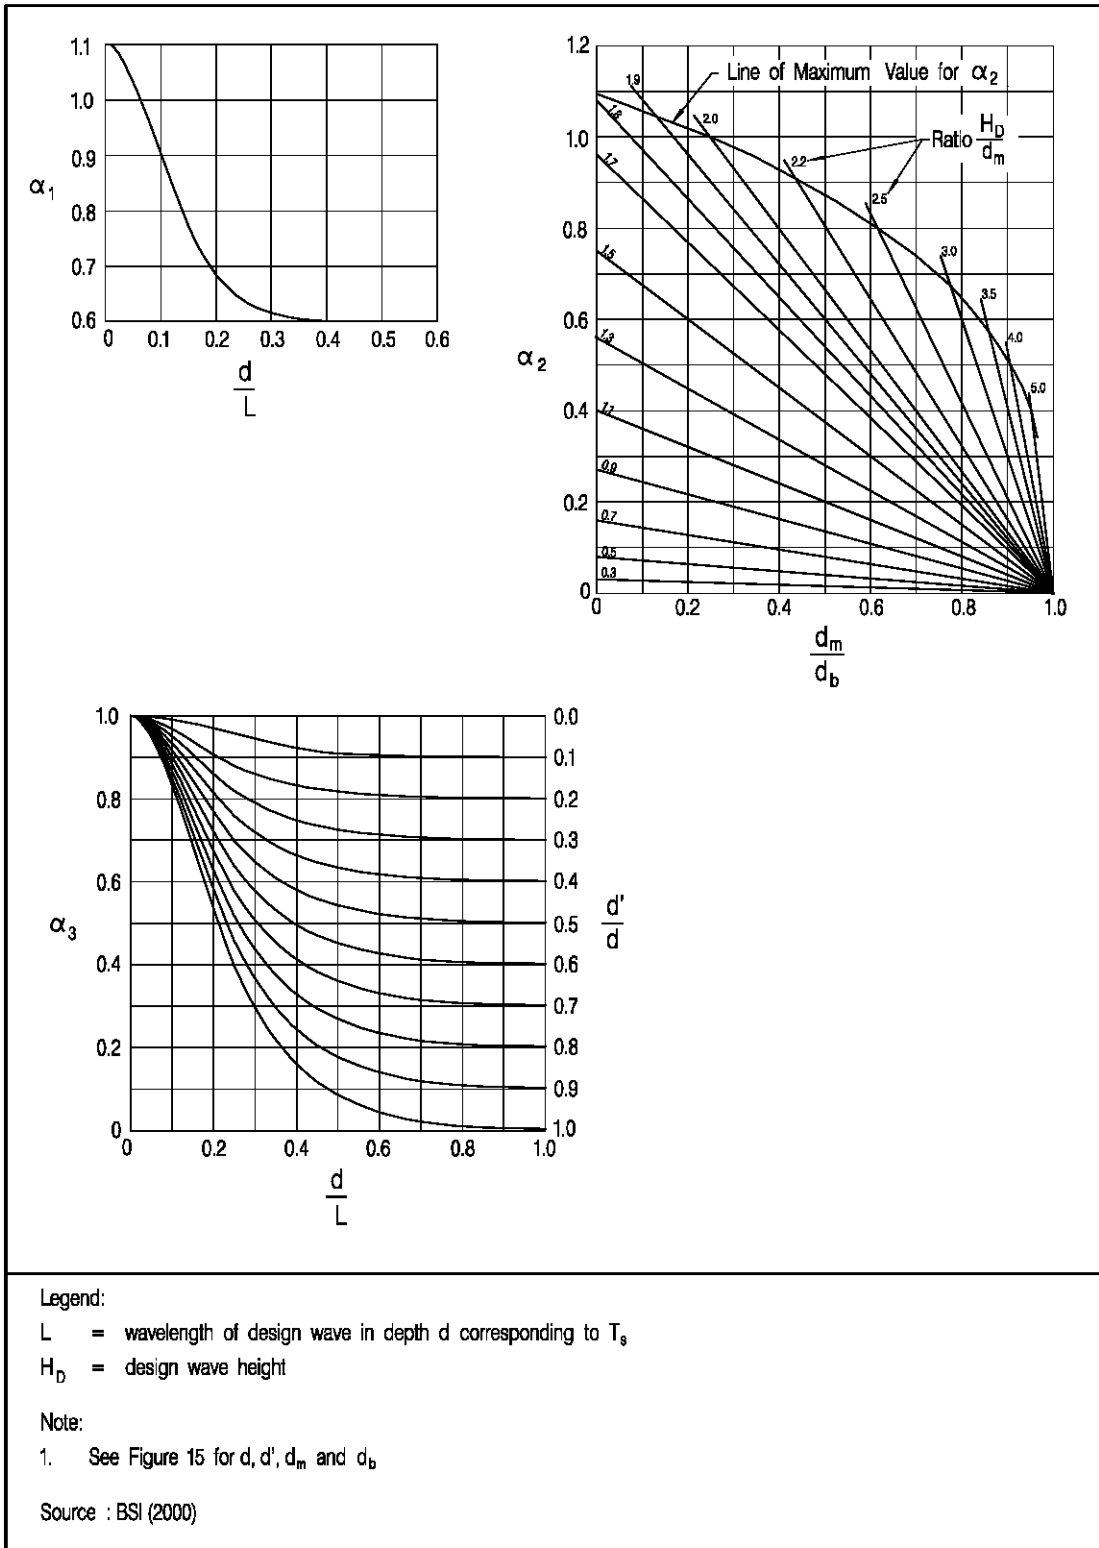 1.1
1.0
0.9
0.8
0.7
0.6
α1
0 0.1 0.2 0.3 0.4 0.5 0.6
d
L
1.2
1.0
0.8
0.6
0.4
0.2
0
α2
Line of Maximum Value for α2
Ratio HD
dm
1.9
2.0
2.2
2.5
3.0
3.5
4.0
5.0
1.8
1.7
1.5
1.3
1.1
0.9
0.7
0.5
0.3
0 0.2 0.4 0.6 0.8 1.0
dm
db
1.0
0.8
0.6
0.4
0.2
0
α3
0.0
0.1
0.2
0.3
0.4
0.5
0.6
0.7
0.8
0.9
1.0
d'
d
0 0.2 0.4 0.6 0.8 1.0
d
L
Legend:
L = wavelength of design wave in depth d corresponding to Ts
HD = design wave height
Note:
1. See Figure 15 for d, d', dm and db
Source : BSI (2000)